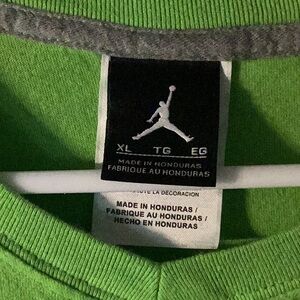 XL TG EG
MADE IN HONDURAS
FABRIQUE AU HONDURAS
LA DECORACION
MADE IN HONDURAS /
FABRIQUE AU HONDURAS /
HECHO EN HONDURAS